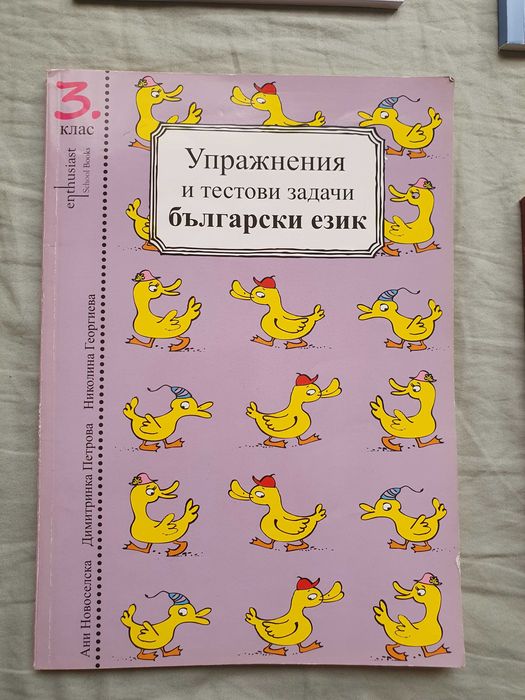 3.
клас
enthusiast
School Books
Упражнения
и тестови задачи
български език
Ани Новоселска Димитринка Петрова Николина Георгиева